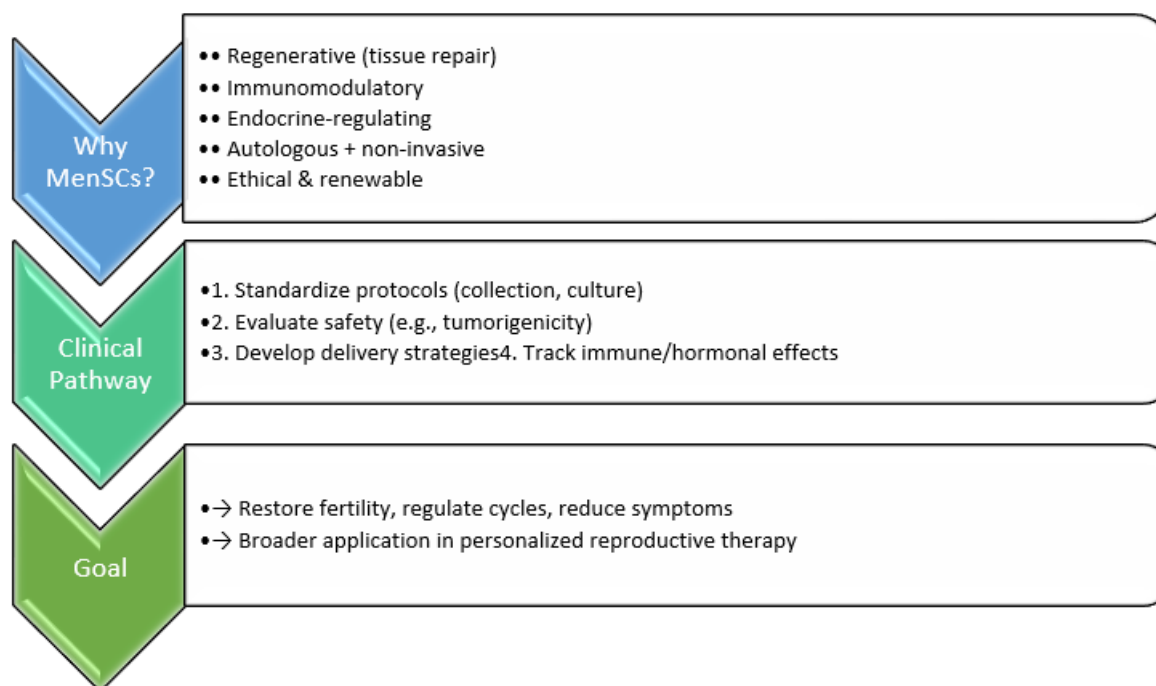 Why
MenSCs?
•• Regenerative (tissue repair)
•• Immunomodulatory
•• Endocrine-regulating
•• Autologous + non-invasive
•• Ethical & renewable
Clinical
Pathway
•1. Standardize protocols (collection, culture)
•2. Evaluate safety (e.g., tumorigenicity)
•3. Develop delivery strategies4. Track immune/hormonal effects
Goal
•→ Restore fertility, regulate cycles, reduce symptoms
•→ Broader application in personalized reproductive therapy